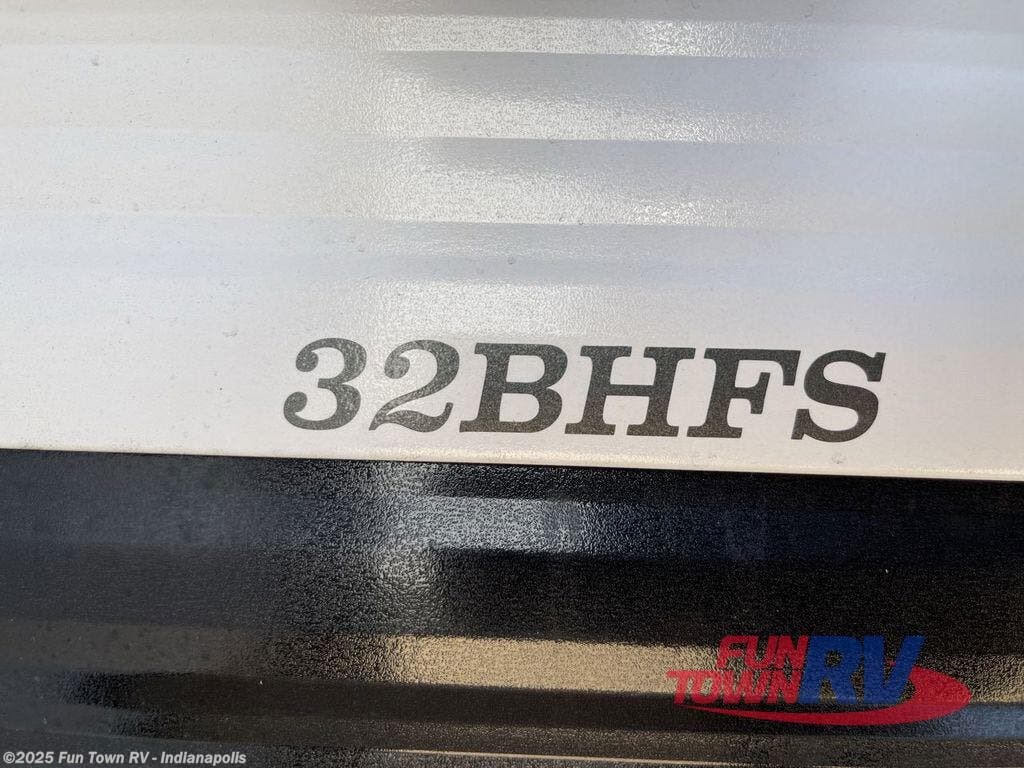 32BHFS
FUN
TOWN RV
©2025 Fun Town RV - Indianapolis